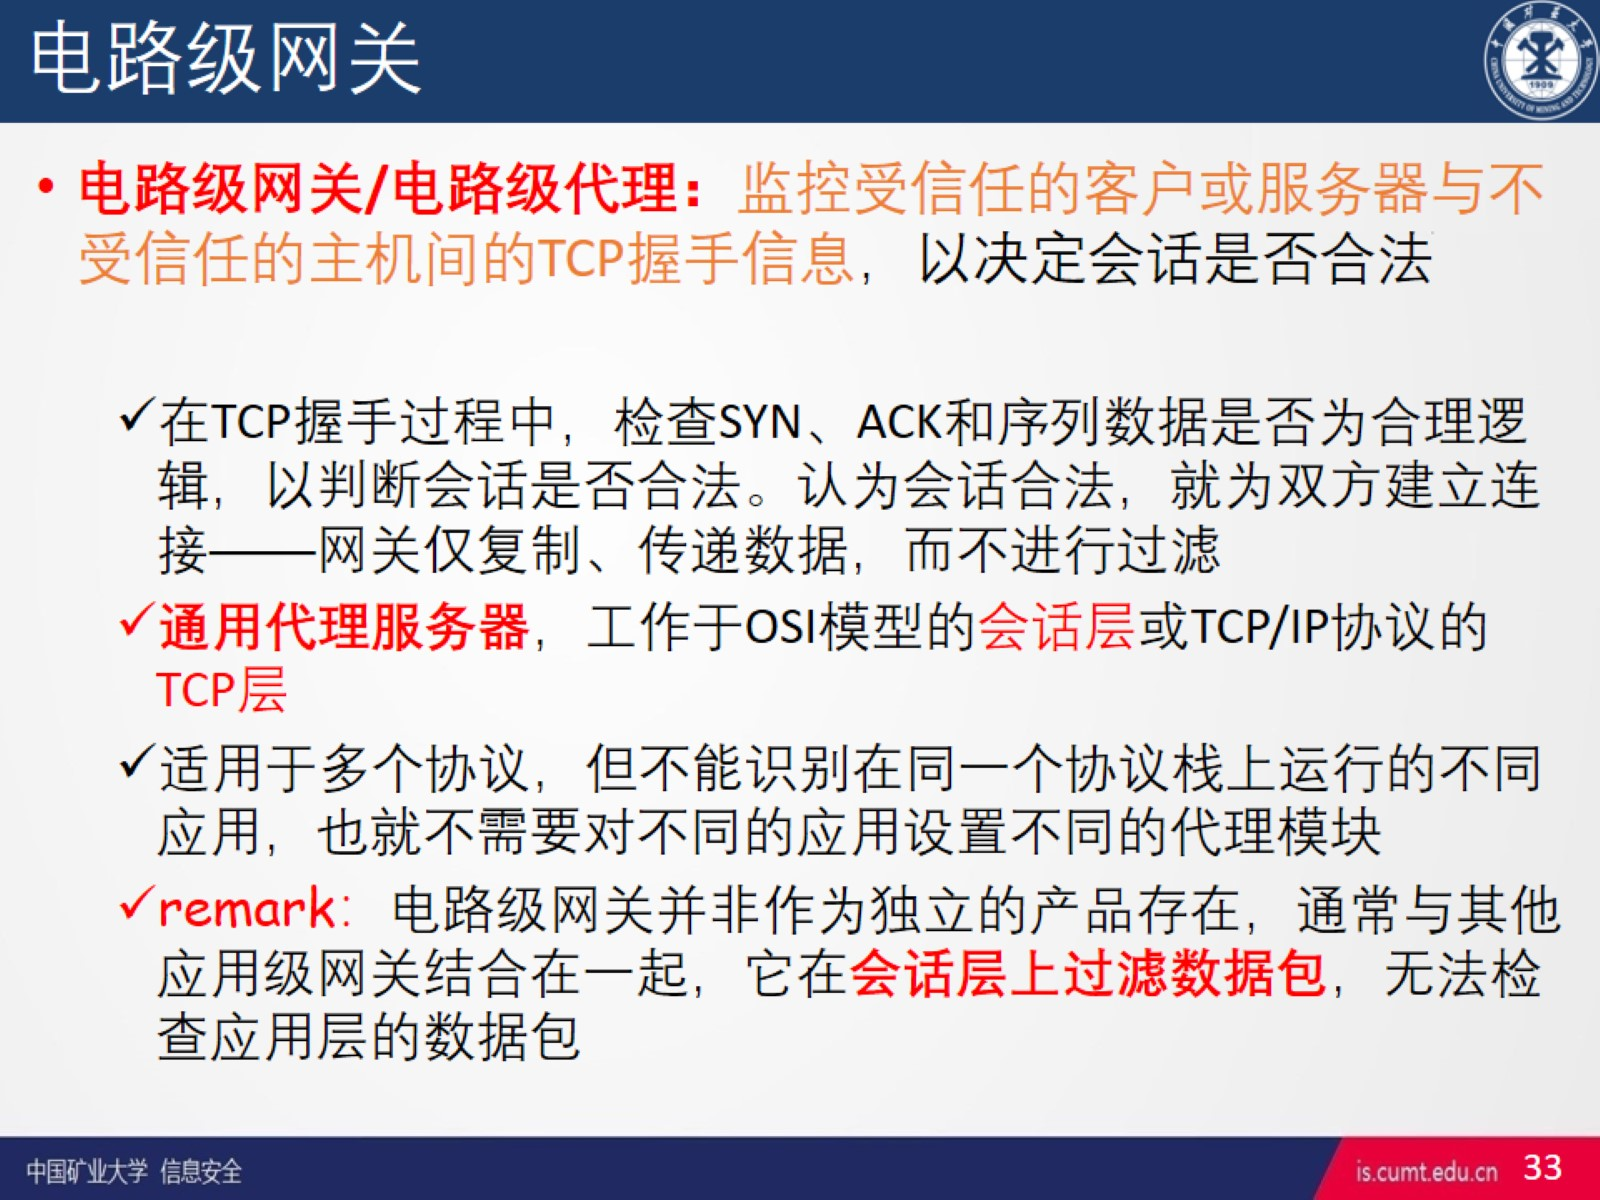 电路级网关
• 电路级网关/电路级代理：监控受信任的客户或服务器与不
受信任的主机间的TCP握手信息，以决定会话是否合法
✓在TCP握手过程中，检查SYN、ACK和序列数据是否为合理逻
辑，以判断会话是否合法。认为会话合法，就为双方建立连
接——网关仅复制、传递数据，而不进行过滤
✓通用代理服务器，工作于OSI模型的会话层或TCP/IP协议的
TCP层
✓适用于多个协议，但不能识别在同一个协议栈上运行的不同
应用，也就不需要对不同的应用设置不同的代理模块
✓remark：电路级网关并非作为独立的产品存在，通常与其他
应用级网关结合在一起，它在会话层上过滤数据包，无法检
查应用层的数据包
中国矿业大学 信息安全
is.cumt.edu.cn 33
中国矿业大学
CHINA UNIVERSITY OF MINING AND TECHNOLOGY
1909